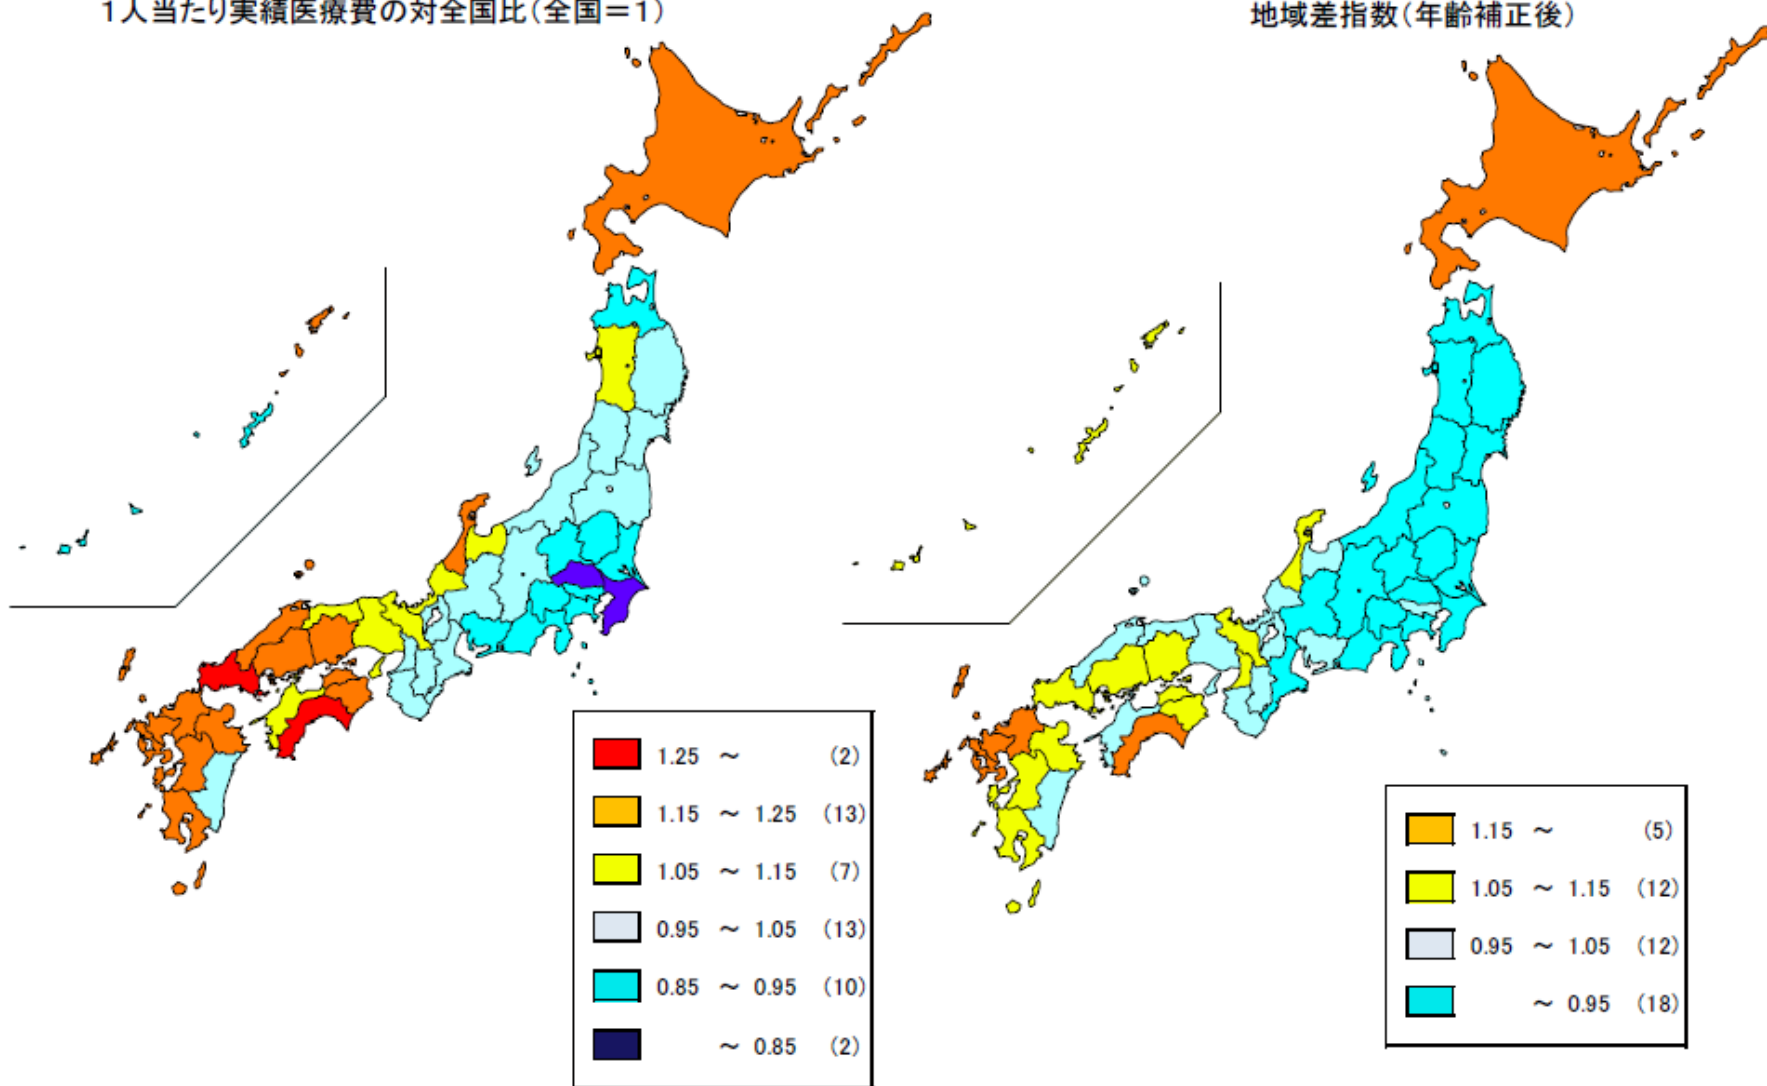 1人当たり実績医療費の対全国比(全国=1)
地域差指数(年齢補正後)
1.25 ～ (2)
1.15 ～ 1.25 (13)
1.05 ～ 1.15 (7)
0.95 ～ 1.05 (13)
0.85 ～ 0.95 (10)
～ 0.85 (2)
1.15 ～ (5)
1.05 ～ 1.15 (12)
0.95 ～ 1.05 (12)
～ 0.95 (18)